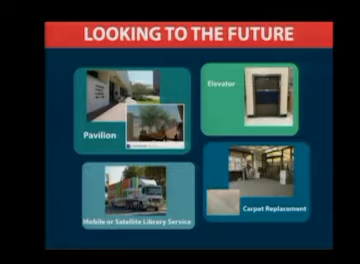 LOOKING TO THE FUTURE
Elevator
Pavilion
Mobile or Satellite Library Service
Carpet Replacement